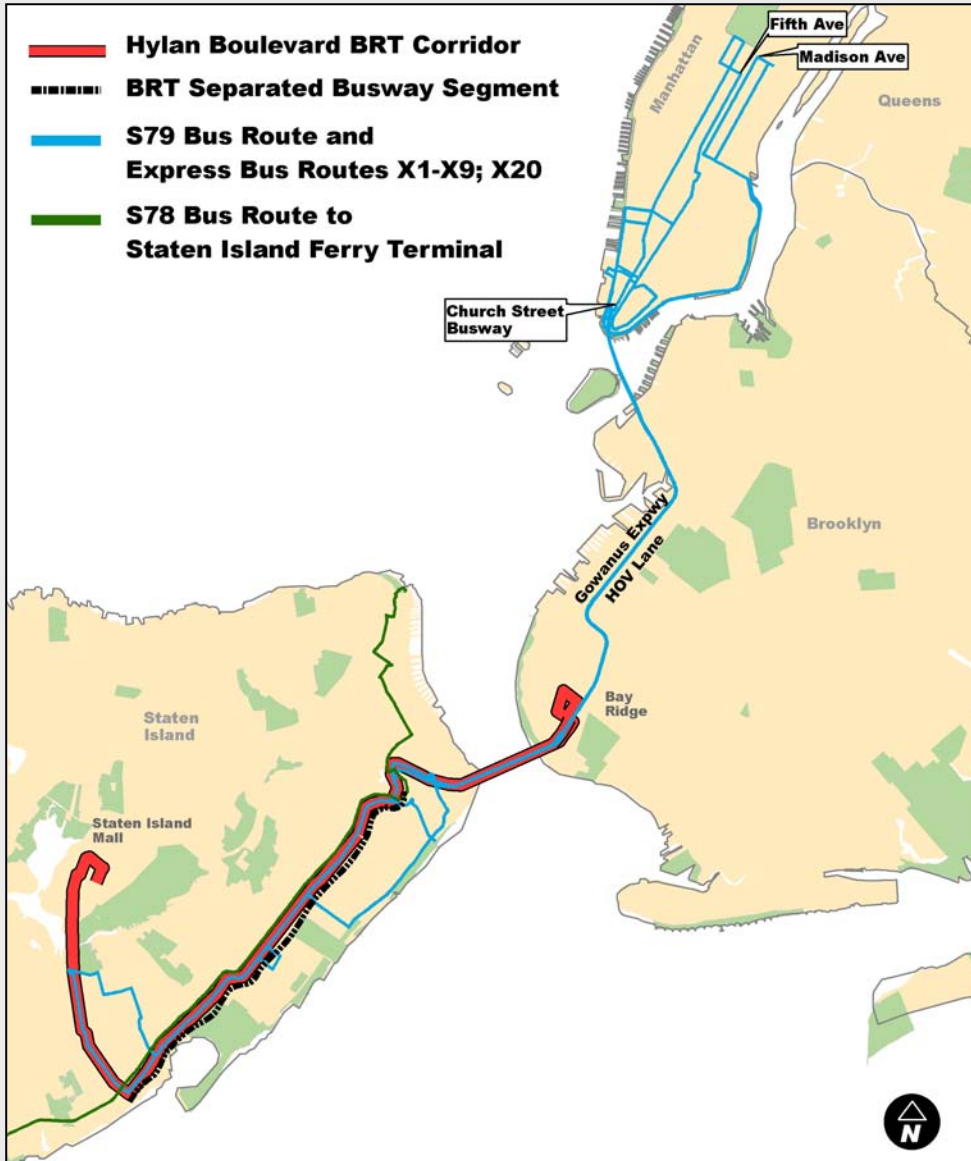 Hylan Boulevard BRT Corridor
BRT Separated Busway Segment
S79 Bus Route and
Express Bus Routes X1-X9; X20
S78 Bus Route to
Staten Island Ferry Terminal
Fifth Ave
Madison Ave
Manhattan
Queens
Church Street
Busway
Gowanus Expwy
HOV Lane
Brooklyn
Bay
Ridge
Staten
Island
Staten Island
Mall
N